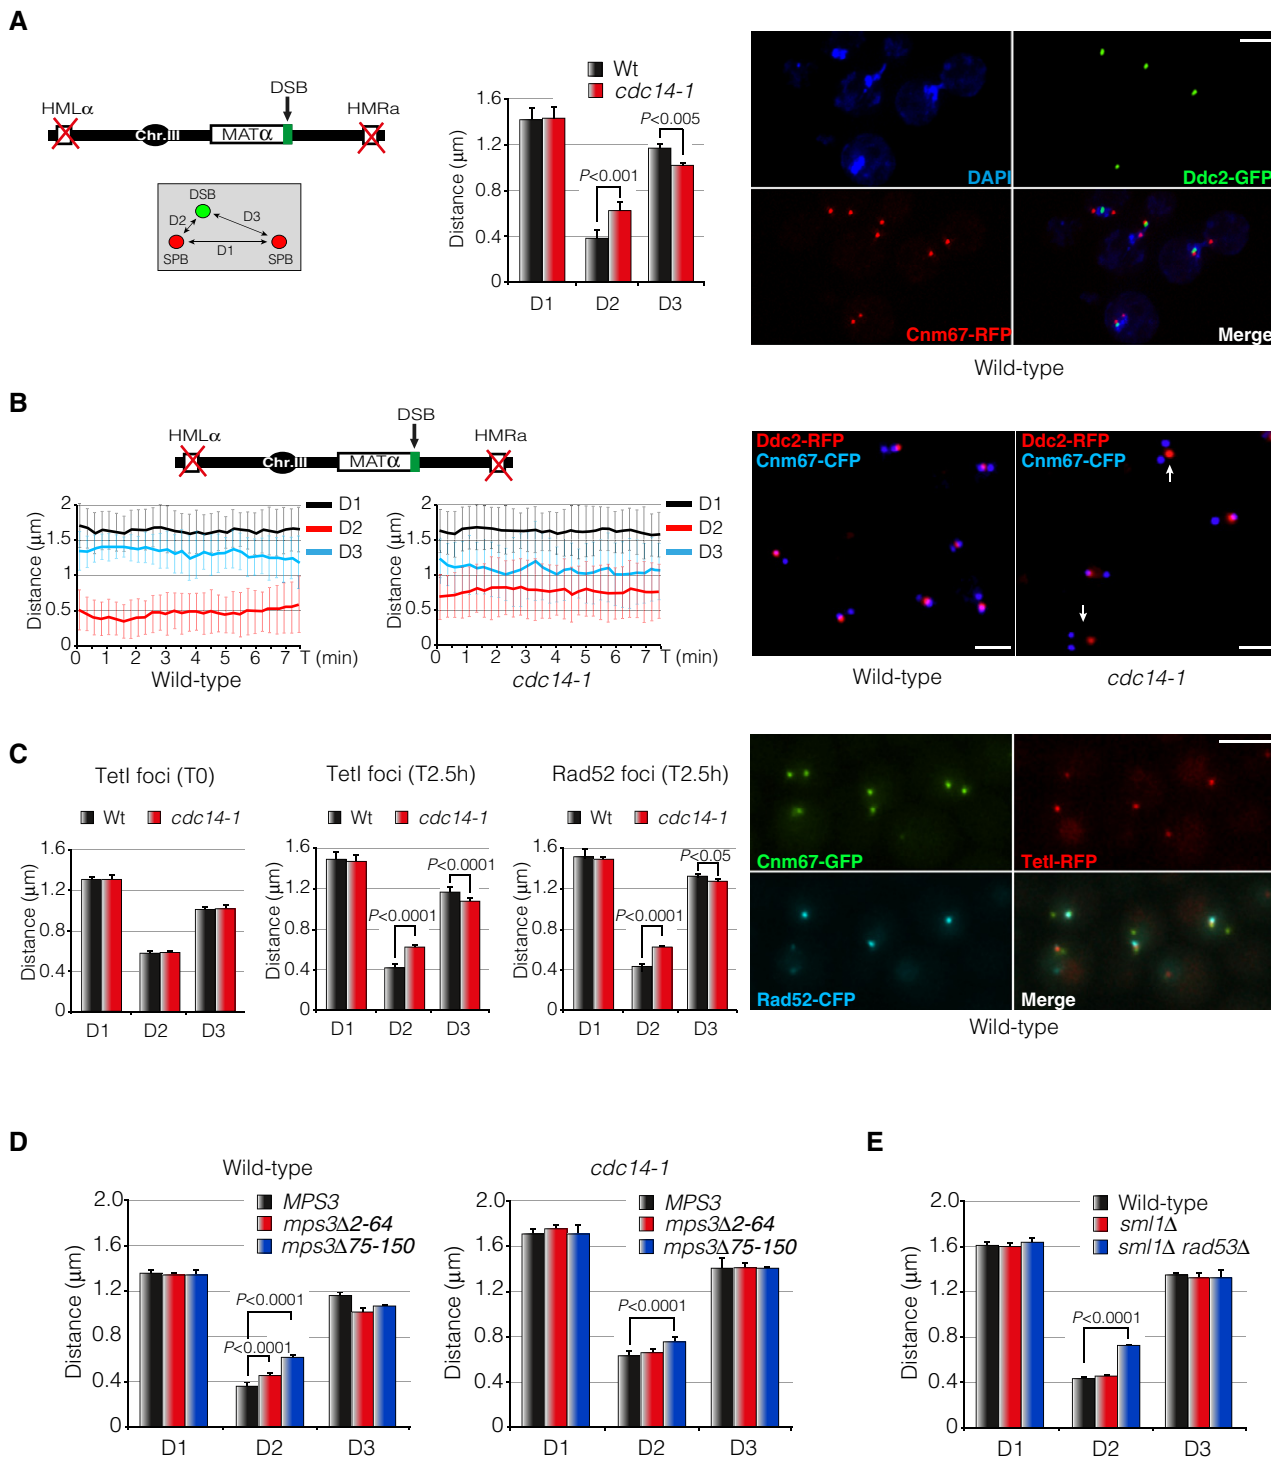 A
HMLα
DSB
HMRa
Chr.III
MATα
DSB
D2
D3
D1
SPB
SPB
Wt
cdc14-1
Distance (μm)
1.6
1.2
0.8
0.4
0
P<0.001
P<0.005
D1
D2
D3
DAPI
Ddc2-GFP
Cnm67-RFP
Merge
Wild-type
B
HMLα
DSB
HMRa
Chr.III
MATα
Distance (μm)
2
1.5
1
0.5
0
D1
D2
D3
0 1 2 3 4 5 6 7 T (min)
Wild-type
Distance (μm)
2
1.5
1
0.5
0
D1
D2
D3
0 1 2 3 4 5 6 7 T (min)
cdc14-1
Ddc2-RFP
Cnm67-CFP
Wild-type
Ddc2-RFP
Cnm67-CFP
cdc14-1
C
TetI foci (T0)
Wt cdc14-1
Distance (μm)
1.6
1.2
0.8
0.4
0
D1 D2 D3
TetI foci (T2.5h)
Wt cdc14-1
Distance (μm)
1.6
1.2
0.8
0.4
0
P<0.0001
P<0.0001
D1 D2 D3
Rad52 foci (T2.5h)
Wt cdc14-1
Distance (μm)
1.6
1.2
0.8
0.4
0
P<0.0001
P<0.05
D1 D2 D3
Cnm67-GFP
TetI-RFP
Rad52-CFP
Merge
Wild-type
D
Wild-type
MPS3
mps3Δ2-64
mps3Δ75-150
Distance (μm)
2.0
1.6
1.2
0.8
0.4
0
P<0.0001
P<0.0001
D1 D2 D3
cdc14-1
MPS3
mps3Δ2-64
mps3Δ75-150
Distance (μm)
2.0
1.6
1.2
0.8
0.4
0
P<0.0001
D1 D2 D3
E
Wild-type
sml1Δ
sml1Δ rad53Δ
Distance (μm)
2.0
1.6
1.2
0.8
0.4
0
P<0.0001
D1 D2 D3